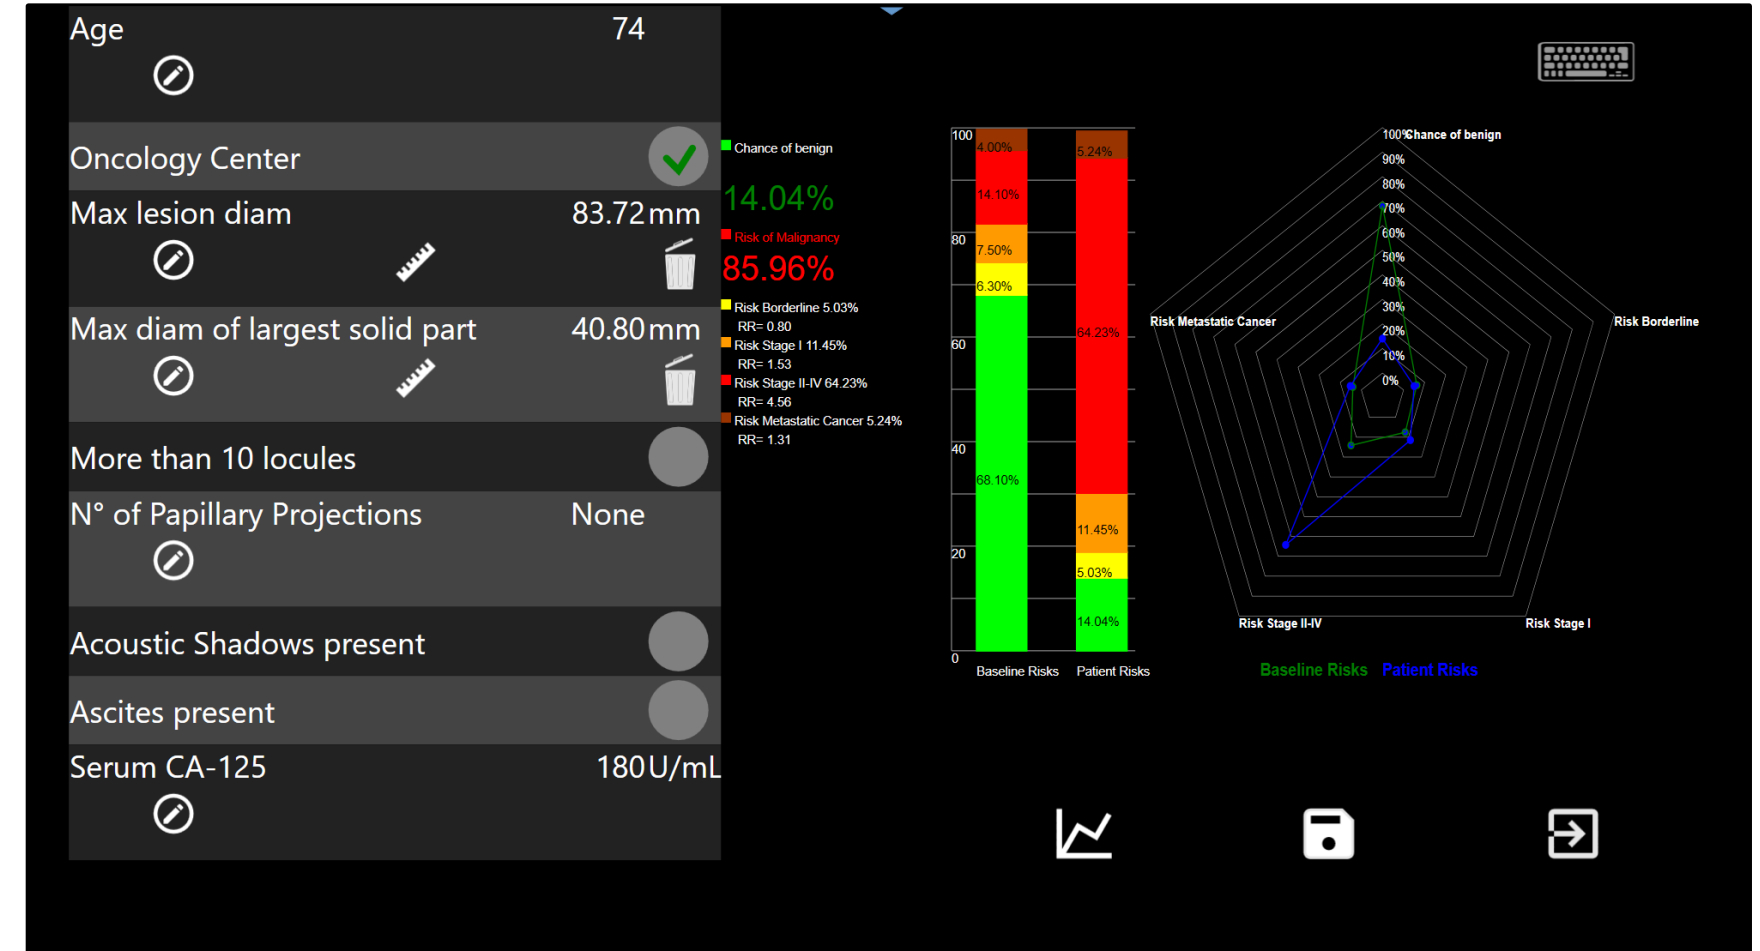 Age 74
Oncology Center
Max lesion diam 83.72 mm
Max diam of largest solid part 40.80 mm
More than 10 locules
N° of Papillary Projections None
Acoustic Shadows present
Ascites present
Serum CA-125 180 U/mL
Chance of benign
14.04%
Risk of Malignancy
85.96%
Risk Borderline 5.03%
RR= 0.80
Risk Stage I 11.45%
RR= 1.53
Risk Stage II-IV 64.23%
RR= 4.56
Risk Metastatic Cancer 5.24%
RR= 1.31
100
80
60
40
20
0
4.00%
14.10%
7.50%
6.30%
68.10%
5.24%
64.23%
11.45%
5.03%
14.04%
Baseline Risks Patient Risks
100% Chance of benign
90%
80%
70%
60%
50%
40%
30%
20%
10%
0%
Risk Metastatic Cancer
Risk Borderline
Risk Stage II-IV
Risk Stage I
Baseline Risks Patient Risks